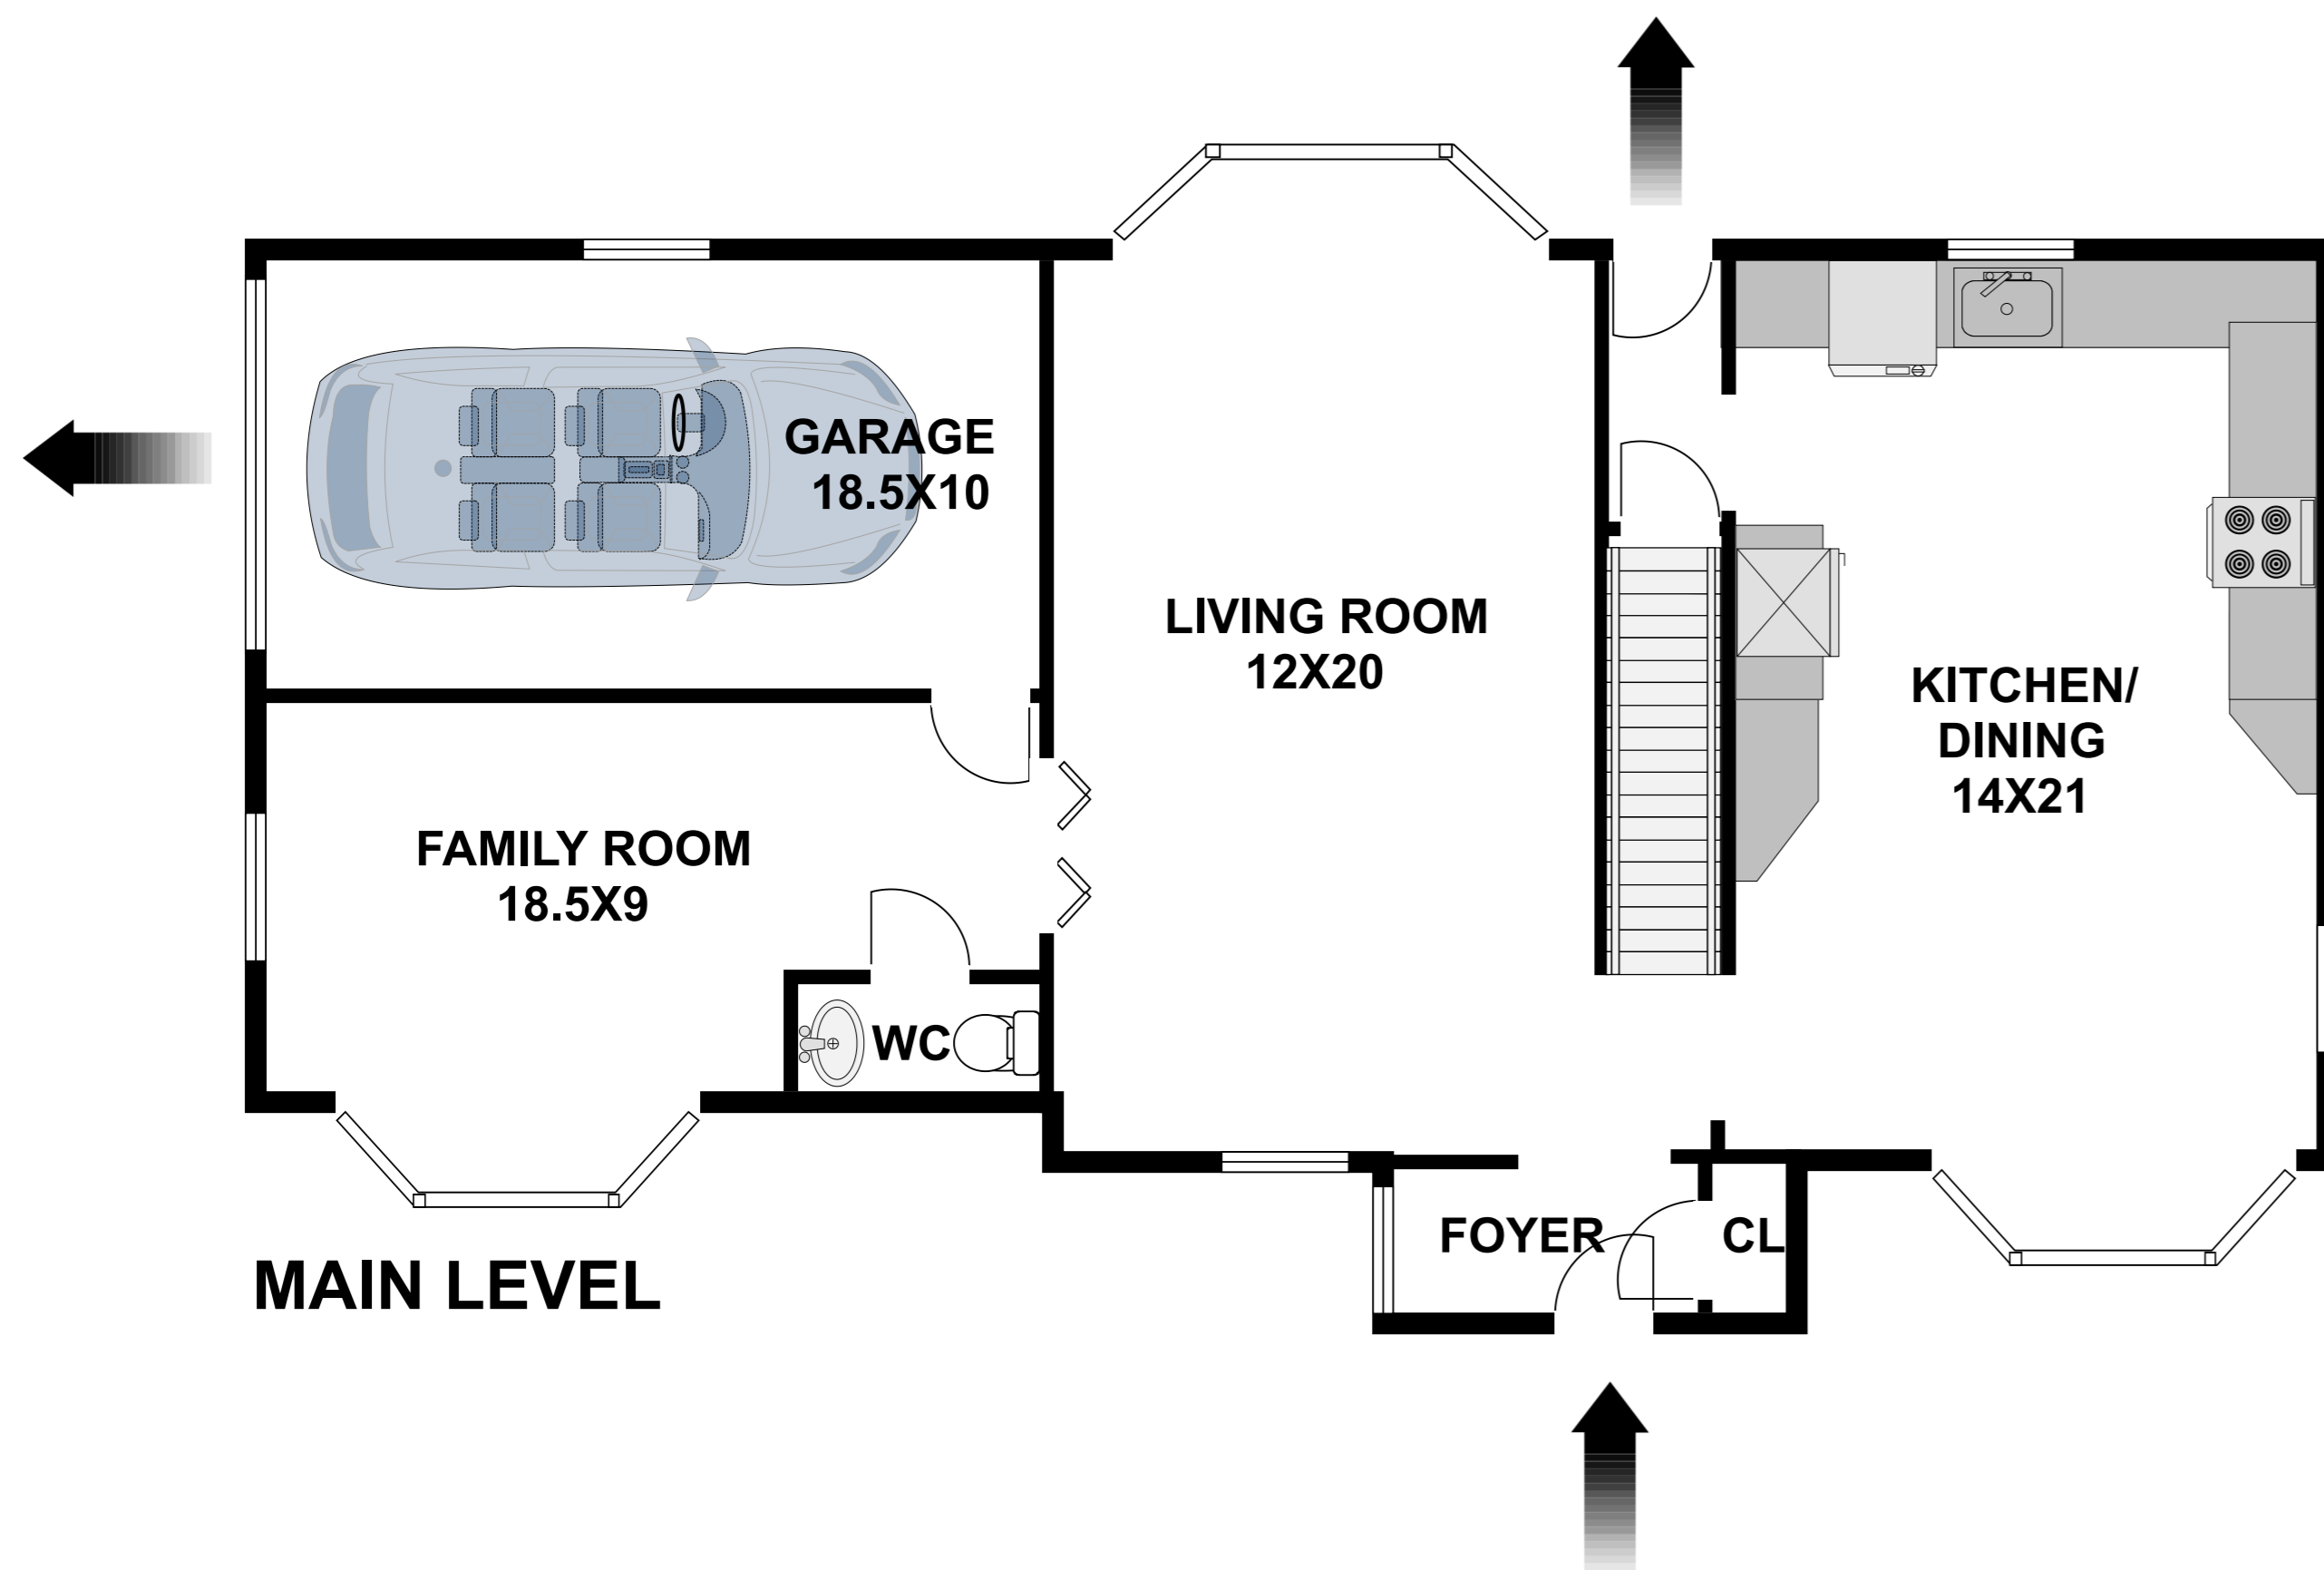 GARAGE
18.5X10
LIVING ROOM
12X20
KITCHEN/
DINING
14X21
FAMILY ROOM
18.5X9
WC
FOYER
CL
MAIN LEVEL